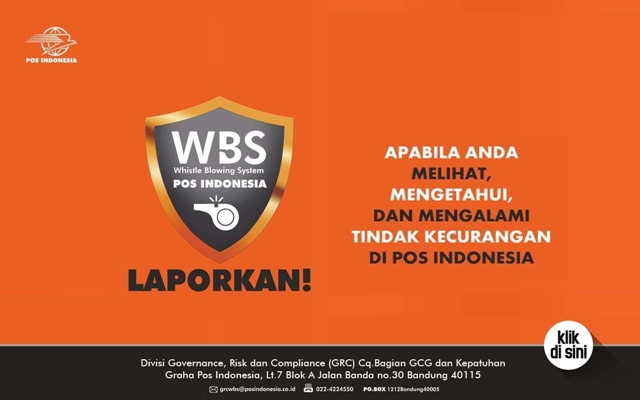 POS INDONESIA
WBS
Whistle Blowing System
POS INDONESIA
LAPORKAN!
APABILA ANDA
MELIHAT,
MENGETAHUI,
DAN MENGALAMI
TINDAK KECURANGAN
DI POS INDONESIA
klik
di sini
Divisi Governance, Risk dan Compliance (GRC) Cq.Bagian GCG dan Kepatuhan
Graha Pos Indonesia, Lt.7 Blok A Jalan Banda no.30 Bandung 40115
grcwbs@posindonesia.co.id 022-4224550 PO.BOX 1212Bandung40005